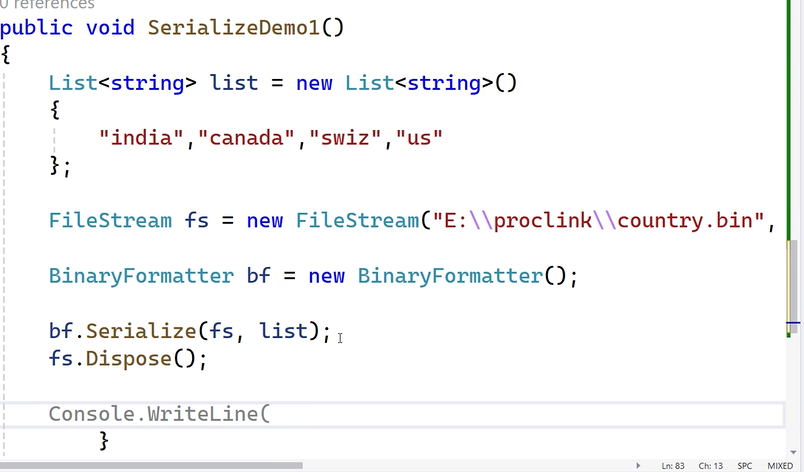 0 references
public void SerializeDemo1()
{
List<string> list = new List<string>()
{
"india","canada","swiz","us"
};
FileStream fs = new FileStream("E:\\proclink\\country.bin",
BinaryFormatter bf = new BinaryFormatter();
bf.Serialize(fs, list);
fs.Dispose();
Console.WriteLine(
}
Ln: 83 Ch: 13 SPC MIXED